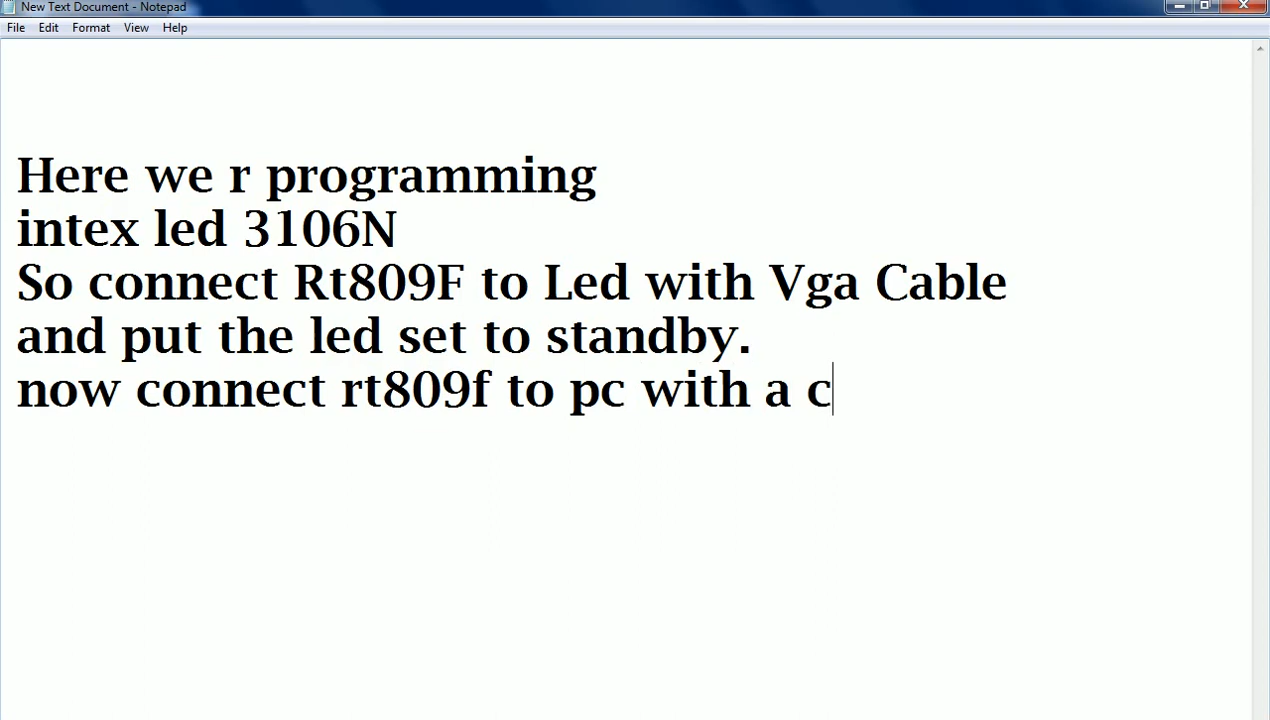 New Text Document - Notepad
File Edit Format View Help
Here we r programming
intex led 3106N
So connect Rt809F to Led with Vga Cable
and put the led set to standby.
now connect rt809f to pc with a c